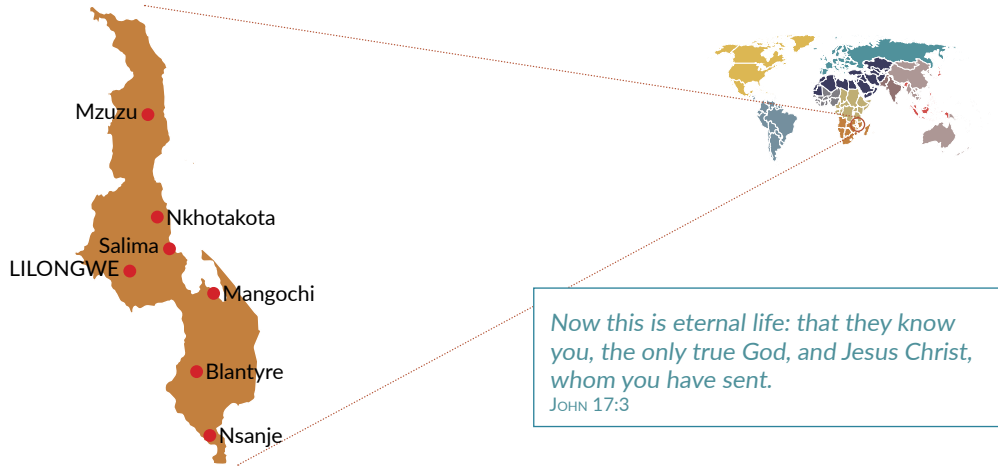 Mzuzu
Nkhotakota
Salima
LILONGWE
Mangochi
Now this is eternal life: that they know
you, the only true God, and Jesus Christ,
whom you have sent.
John 17:3
Blantyre
Nsanje